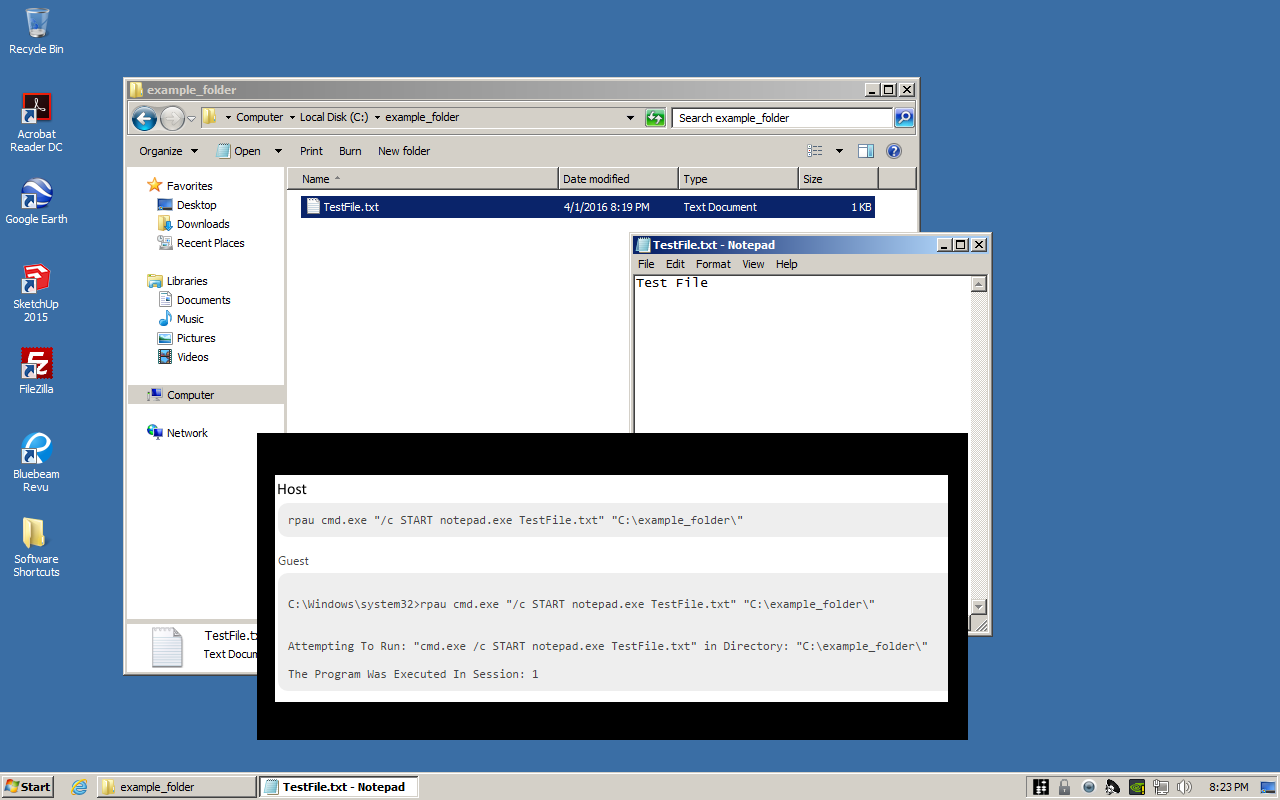 Recycle Bin
Acrobat
Reader DC
Google Earth
SketchUp
2015
FileZilla
Bluebeam
Revu
Software
Shortcuts
example_folder
Computer Local Disk (C:) example_folder
Search example_folder
Organize Open Print Burn New folder
Name Date modified Type Size
TestFile.txt 4/1/2016 8:19 PM Text Document 1 KB
Favorites
Desktop
Downloads
Recent Places
Libraries
Documents
Music
Pictures
Videos
Computer
Network
TestFile.tx
Text Docum
TestFile.txt - Notepad
File Edit Format View Help
Test File
Host
rpau cmd.exe "/c START notepad.exe TestFile.txt" "C:\example_folder\"
Guest
C:\Windows\system32>rpau cmd.exe "/c START notepad.exe TestFile.txt" "C:\example_folder\"
Attempting To Run: "cmd.exe /c START notepad.exe TestFile.txt" in Directory: "C:\example_folder\"
The Program Was Executed In Session: 1
Start example_folder TestFile.txt - Notepad 8:23 PM